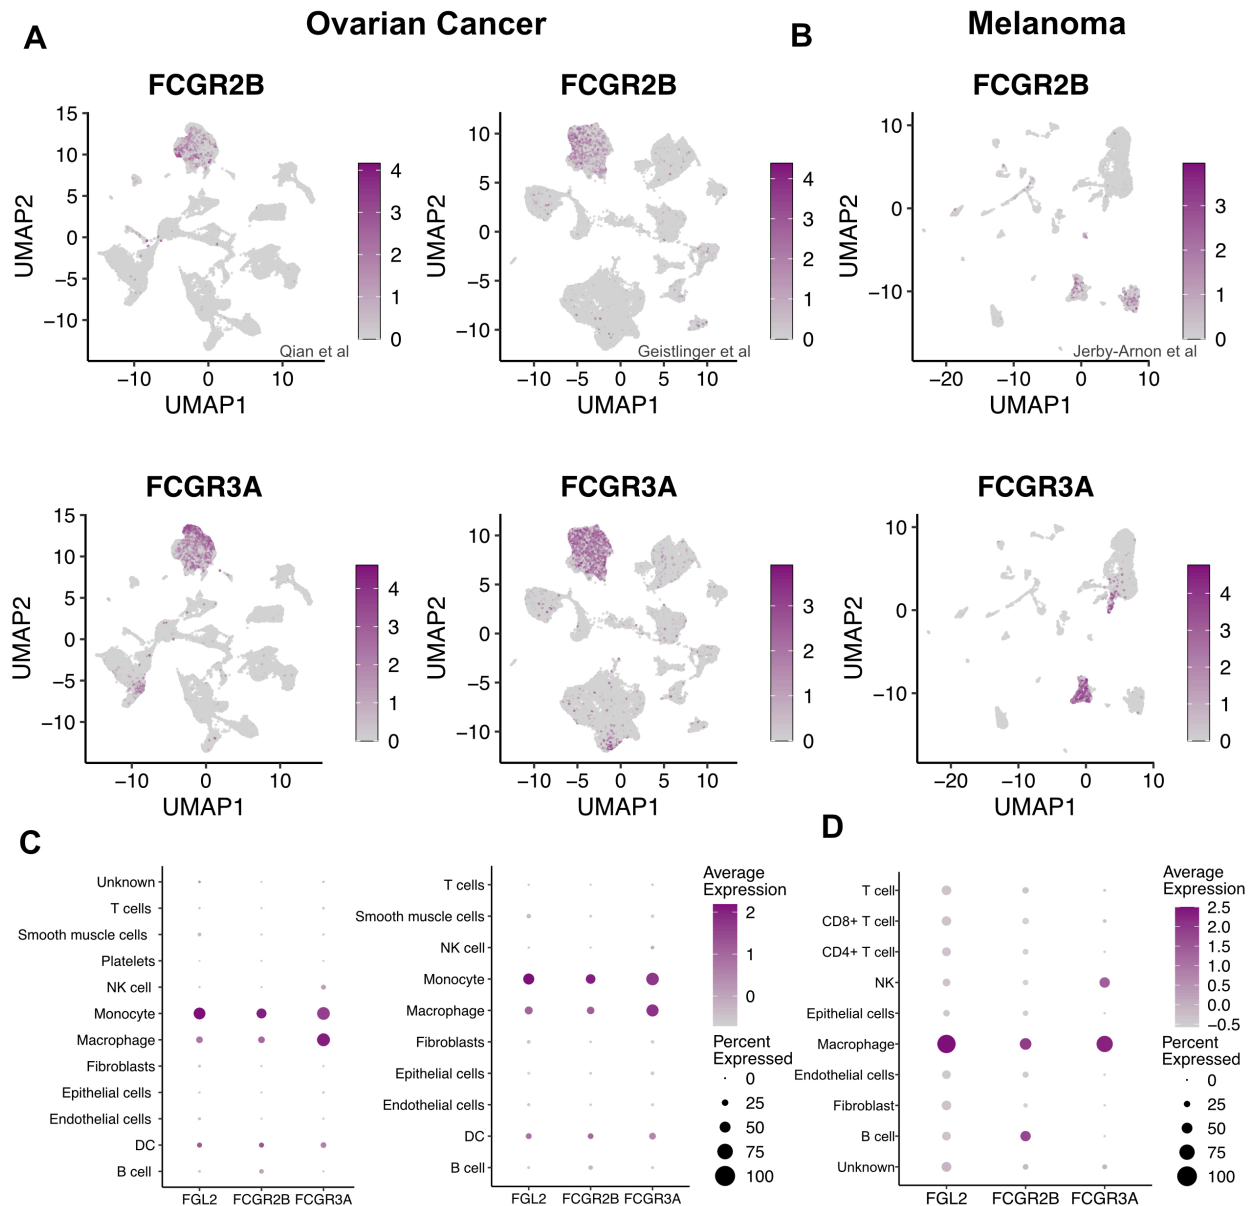 A
Ovarian Cancer
B
Melanoma
FCGR2B
FCGR2B
FCGR2B
15
10
5
0
−5
−10
UMAP2
−10
0
10
UMAP1
Qian et al
4
3
2
1
0
10
5
0
−5
−10
UMAP2
−10
−5
0
5
10
UMAP1
Geistlinger et al
4
3
2
1
0
10
0
−10
UMAP2
−20
−10
0
10
UMAP1
Jerby-Arnon et al
3
2
1
0
FCGR3A
FCGR3A
FCGR3A
15
10
5
0
−5
−10
UMAP2
−10
0
10
UMAP1
4
3
2
1
0
10
5
0
−5
−10
UMAP2
−10
−5
0
5
10
UMAP1
3
2
1
0
10
0
−10
UMAP2
−20
−10
0
10
UMAP1
4
3
2
1
0
C
Unknown
T cells
Smooth muscle cells
Platelets
NK cell
Monocyte
Macrophage
Fibroblasts
Epithelial cells
Endothelial cells
DC
B cell
FGL2
FCGR2B
FCGR3A
T cells
Smooth muscle cells
NK cell
Monocyte
Macrophage
Fibroblasts
Epithelial cells
Endothelial cells
DC
B cell
FGL2
FCGR2B
FCGR3A
Average
Expression
2
1
0
Percent
Expressed
0
25
50
75
100
D
T cell
CD8+ T cell
CD4+ T cell
NK
Epithelial cells
Macrophage
Endothelial cells
Fibroblast
B cell
Unknown
FGL2
FCGR2B
FCGR3A
Average
Expression
2.5
2.0
1.5
1.0
0.5
0.0
−0.5
Percent
Expressed
0
25
50
75
100